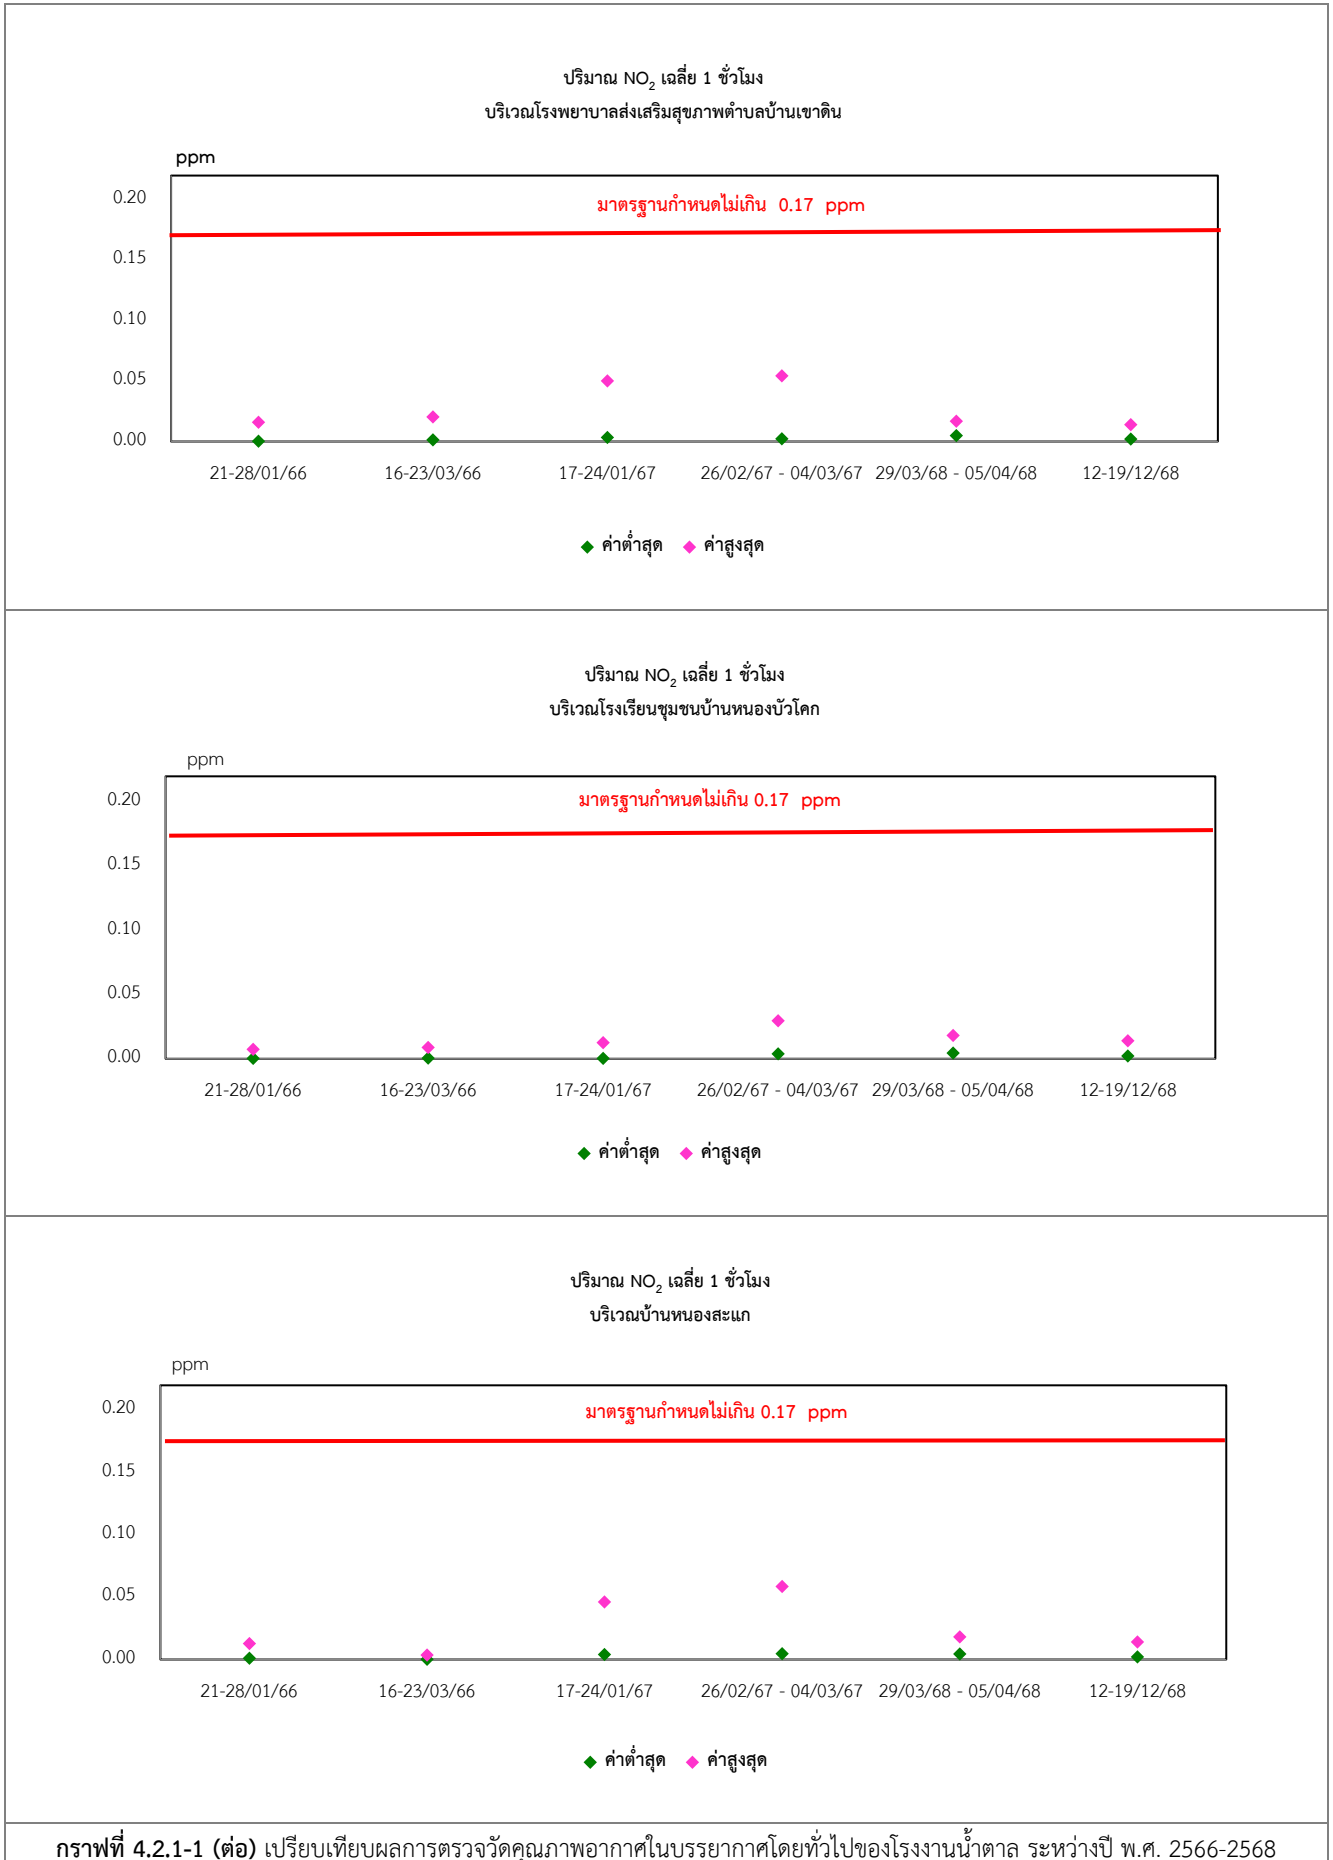 ปริมาณ NO2 เฉลี่ย 1 ชั่วโมง
บริเวณโรงพยาบาลส่งเสริมสุขภาพตำบลบ้านเขาดิน
ppm
มาตรฐานกำหนดไม่เกิน 0.17 ppm
0.20
0.15
0.10
0.05
0.00
21-28/01/66 16-23/03/66 17-24/01/67 26/02/67 - 04/03/67 29/03/68 - 05/04/68 12-19/12/68
ค่าต่ำสุด ค่าสูงสุด
ปริมาณ NO2 เฉลี่ย 1 ชั่วโมง
บริเวณโรงเรียนชุมชนบ้านหนองบัวโคก
ppm
มาตรฐานกำหนดไม่เกิน 0.17 ppm
0.20
0.15
0.10
0.05
0.00
21-28/01/66 16-23/03/66 17-24/01/67 26/02/67 - 04/03/67 29/03/68 - 05/04/68 12-19/12/68
ค่าต่ำสุด ค่าสูงสุด
ปริมาณ NO2 เฉลี่ย 1 ชั่วโมง
บริเวณบ้านหนองสะแก
ppm
มาตรฐานกำหนดไม่เกิน 0.17 ppm
0.20
0.15
0.10
0.05
0.00
21-28/01/66 16-23/03/66 17-24/01/67 26/02/67 - 04/03/67 29/03/68 - 05/04/68 12-19/12/68
ค่าต่ำสุด ค่าสูงสุด
กราฟที่ 4.2.1-1 (ต่อ) เปรียบเทียบผลการตรวจวัดคุณภาพอากาศในบรรยากาศโดยทั่วไปของโรงงานน้ำตาล ระหว่างปี พ.ศ. 2566-2568